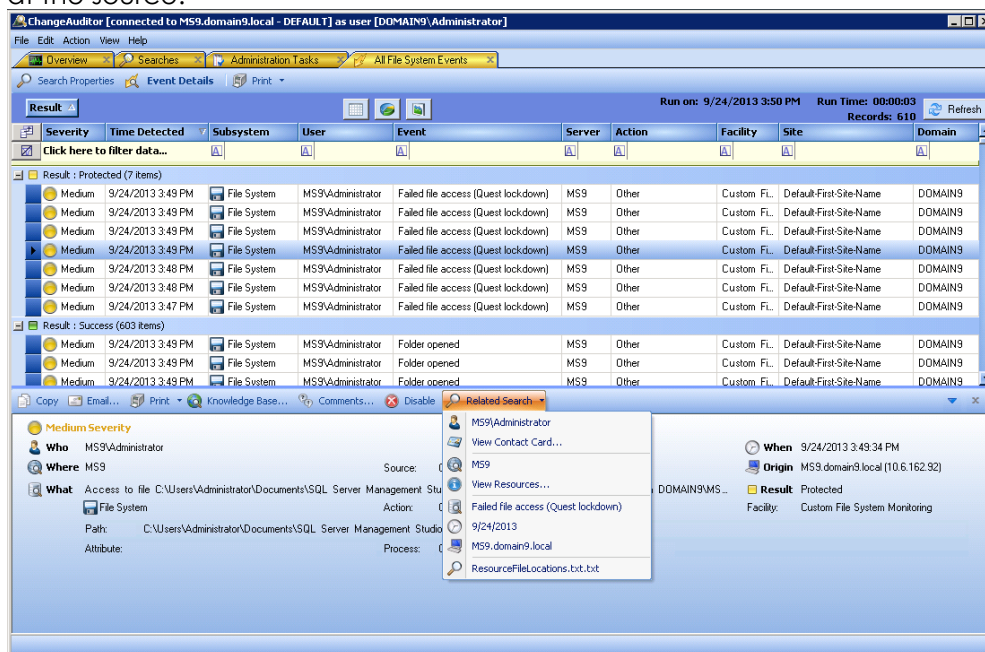 at the source.
ChangeAuditor [connected to MS9.domain9.local - DEFAULT] as user [DOMAIN9\Administrator]
File Edit Action View Help
Overview Searches Administration Tasks All File System Events
Search Properties Event Details Print
Result Run on: 9/24/2013 3:50 PM Run Time: 00:00:03 Refresh
Records: 610
Severity Time Detected Subsystem User Event Server Action Facility Site Domain
Click here to filter data...
Result : Protected (7 items)
Medium 9/24/2013 3:49 PM File System MS9\Administrator Failed file access (Quest lockdown) MS9 Other Custom Fi... Default-First-Site-Name DOMAIN9
Medium 9/24/2013 3:49 PM File System MS9\Administrator Failed file access (Quest lockdown) MS9 Other Custom Fi... Default-First-Site-Name DOMAIN9
Medium 9/24/2013 3:49 PM File System MS9\Administrator Failed file access (Quest lockdown) MS9 Other Custom Fi... Default-First-Site-Name DOMAIN9
Medium 9/24/2013 3:49 PM File System MS9\Administrator Failed file access (Quest lockdown) MS9 Other Custom Fi... Default-First-Site-Name DOMAIN9
Medium 9/24/2013 3:48 PM File System MS9\Administrator Failed file access (Quest lockdown) MS9 Other Custom Fi... Default-First-Site-Name DOMAIN9
Medium 9/24/2013 3:48 PM File System MS9\Administrator Failed file access (Quest lockdown) MS9 Other Custom Fi... Default-First-Site-Name DOMAIN9
Medium 9/24/2013 3:47 PM File System MS9\Administrator Failed file access (Quest lockdown) MS9 Other Custom Fi... Default-First-Site-Name DOMAIN9
Result : Success (603 items)
Medium 9/24/2013 3:49 PM File System MS9\Administrator Folder opened MS9 Other Custom Fi... Default-First-Site-Name DOMAIN9
Medium 9/24/2013 3:49 PM File System MS9\Administrator Folder opened MS9 Other Custom Fi... Default-First-Site-Name DOMAIN9
Medium 9/24/2013 3:49 PM File System MS9\Administrator Folder opened MS9 Other Custom Fi... Default-First-Site-Name DOMAIN9
Copy Email... Print Knowledge Base... Comments... Disable Related Search
Medium Severity
Who MS9\Administrator
When 9/24/2013 3:49:34 PM
Where MS9 Source:
Origin MS9.domain9.local (10.6.162.92)
What Access to file C:\Users\Administrator\Documents\SQL Server Management Stu DOMAIN9\MS...
Result Protected
File System Action:
Facility: Custom File System Monitoring
Path: C:\Users\Administrator\Documents\SQL Server Management Studio
Attribute: Process:
MS9\Administrator
View Contact Card...
MS9
View Resources...
Failed file access (Quest lockdown)
9/24/2013
MS9.domain9.local
ResourceFileLocations.txt.txt